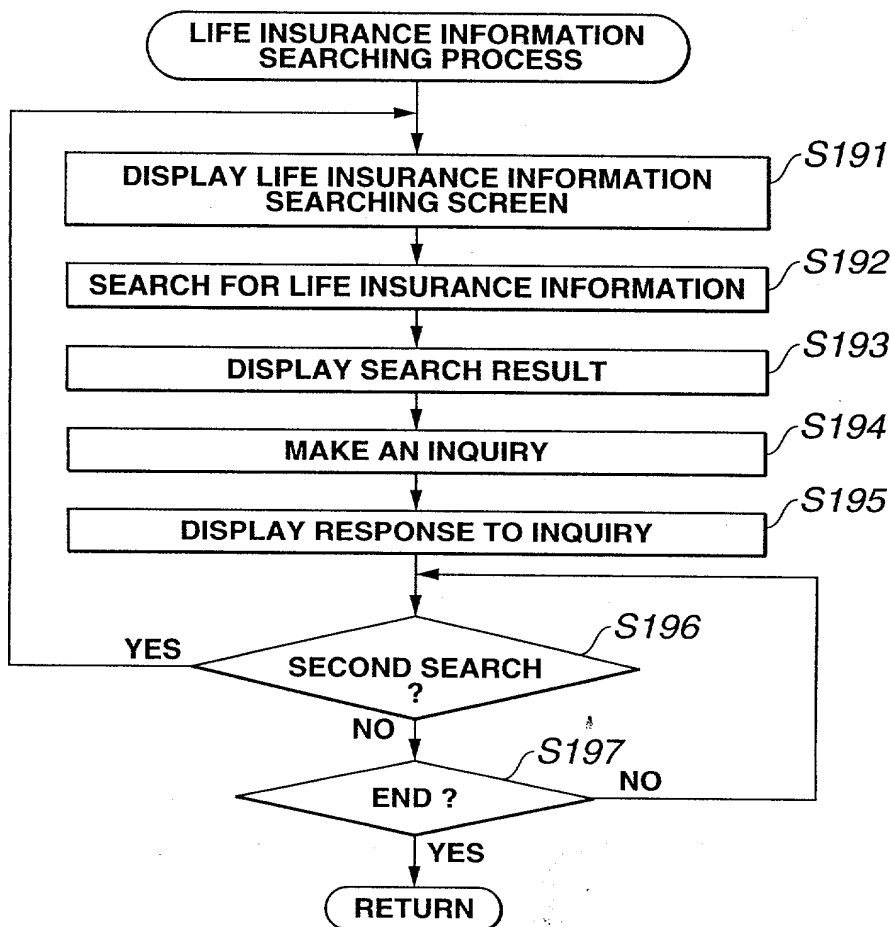 LIFE INSURANCE INFORMATION
SEARCHING PROCESS
S191
DISPLAY LIFE INSURANCE INFORMATION
SEARCHING SCREEN
S192
SEARCH FOR LIFE INSURANCE INFORMATION
S193
DISPLAY SEARCH RESULT
S194
MAKE AN INQUIRY
S195
DISPLAY RESPONSE TO INQUIRY
S196
YES
SECOND SEARCH
?
NO
S197
END ?
NO
YES
RETURN